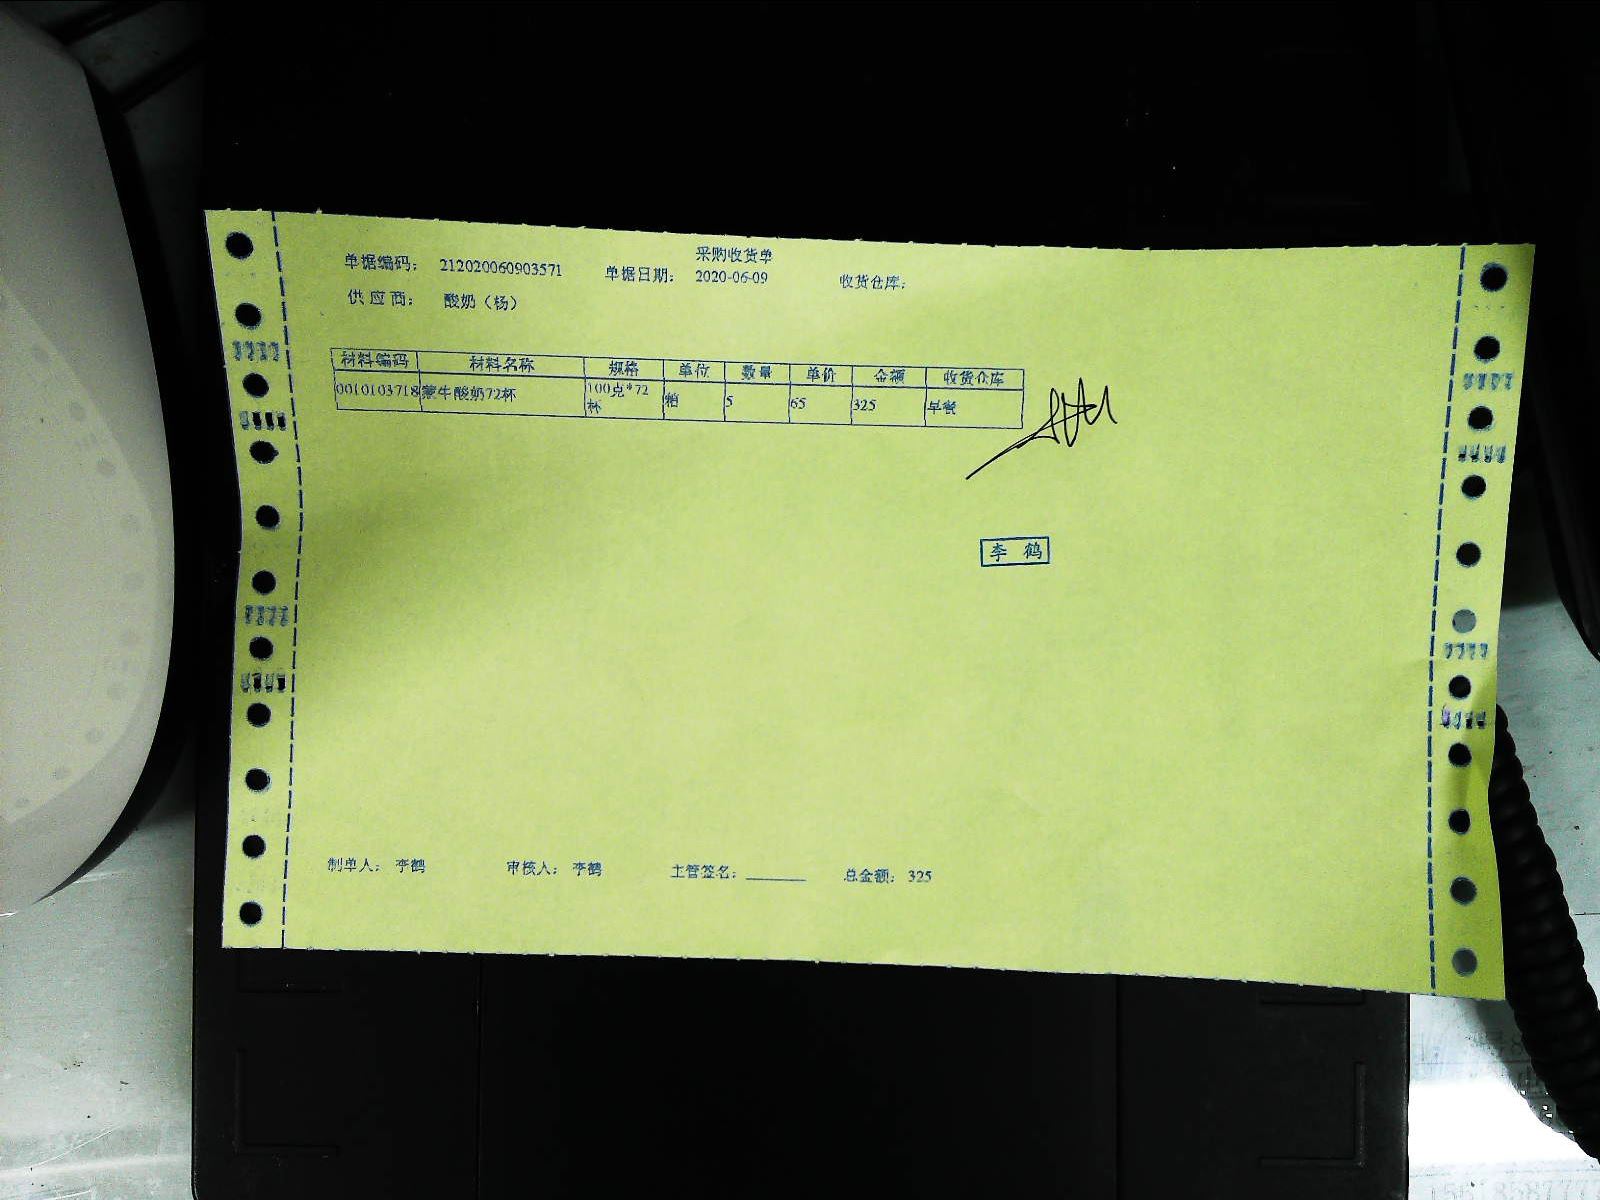 采购收货单
单据编码： 212020060903571 单据日期： 2020-06-09 收货仓库：
供 应 商： 酸奶（杨）
材料编码 材料名称 规格 单位 数量 单价 金额 收货仓库
0010103718 蒙牛酸奶72杯 100克*72杯 箱 5 65 325 早餐
李 鹤
制单人： 李鹤 审核人： 李鹤 主管签名：______ 总金额： 325